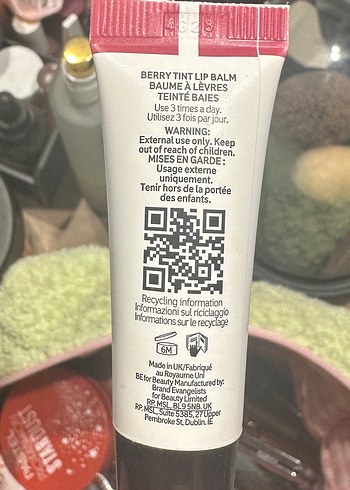 BERRY TINT LIP BALM
BAUME À LÈVRES
TEINTÉ BAIES
Use 3 times a day.
Utilisez 3 fois par jour.
WARNING:
External use only. Keep
out of reach of children.
MISES EN GARDE :
Usage externe
uniquement.
Tenir hors de la portée
des enfants.
Recycling information
Informazioni sul riciclaggio
Informations sur le recyclage
6M
Made in UK/Fabriqué
au Royaume Uni
BE for Beauty Manufactured by:
Brand Evangelists
for Beauty Limited
RP, MSL, BL9 5NB, UK
RP, MSL, Suite 5385, 27 Upper
Pembroke St, Dublin. IE